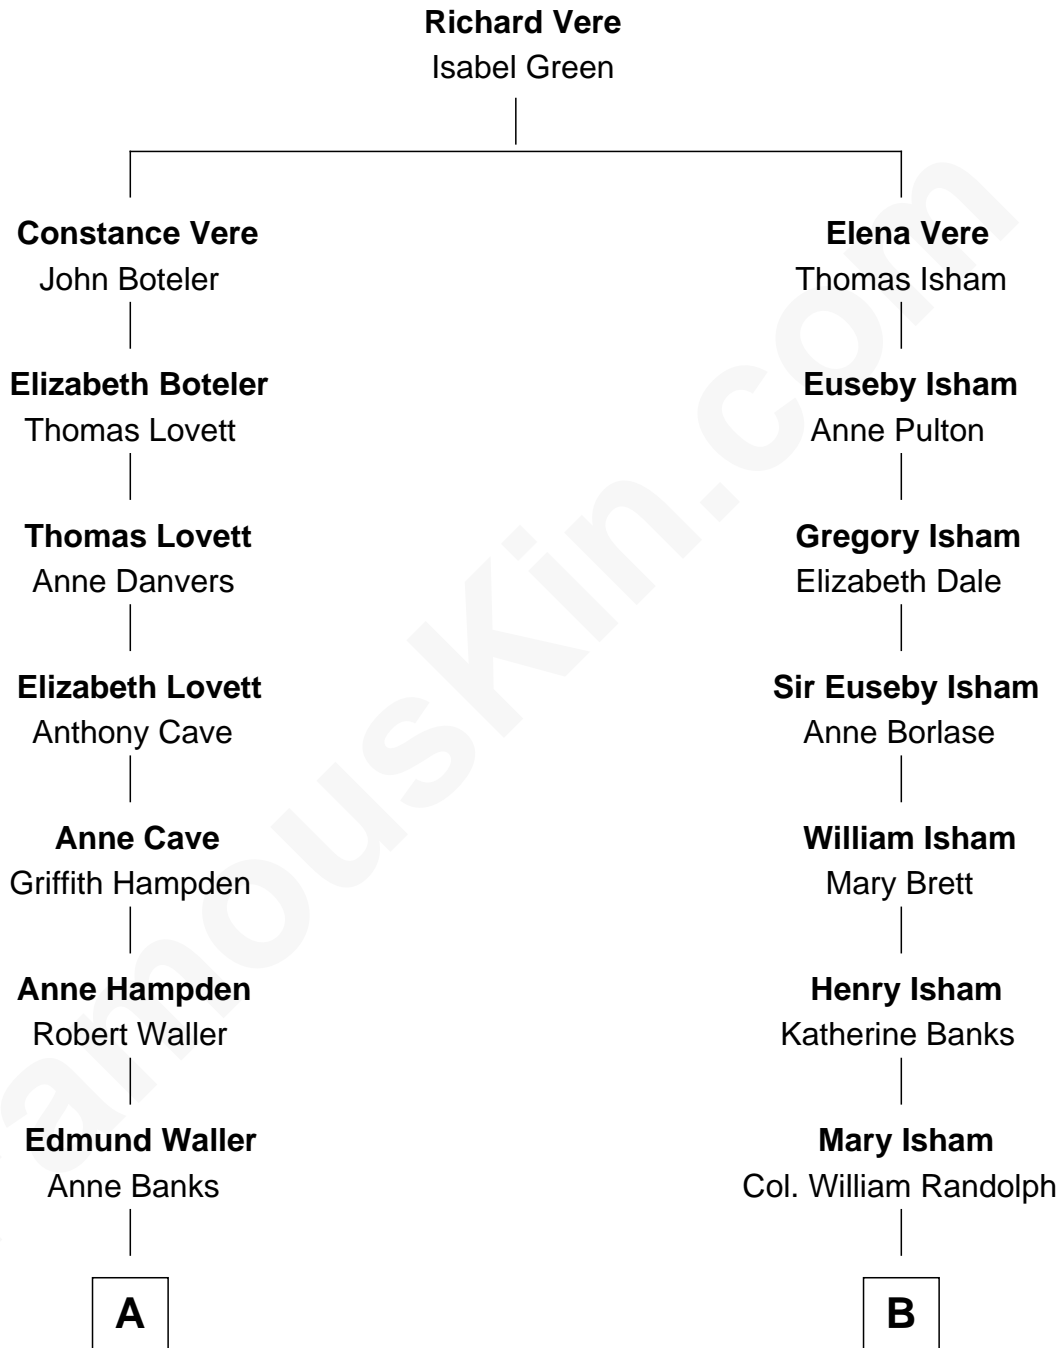 Richard Vere
Isabel Green
Constance Vere
John Boteler
Elena Vere
Thomas Isham
Elizabeth Boteler
Thomas Lovett
Euseby Isham
Anne Pulton
Thomas Lovett
Anne Danvers
Gregory Isham
Elizabeth Dale
Elizabeth Lovett
Anthony Cave
Sir Euseby Isham
Anne Borlase
Anne Cave
Griffith Hampden
William Isham
Mary Brett
Anne Hampden
Robert Waller
Henry Isham
Katherine Banks
Edmund Waller
Anne Banks
Mary Isham
Col. William Randolph
A
B
amousKin.com